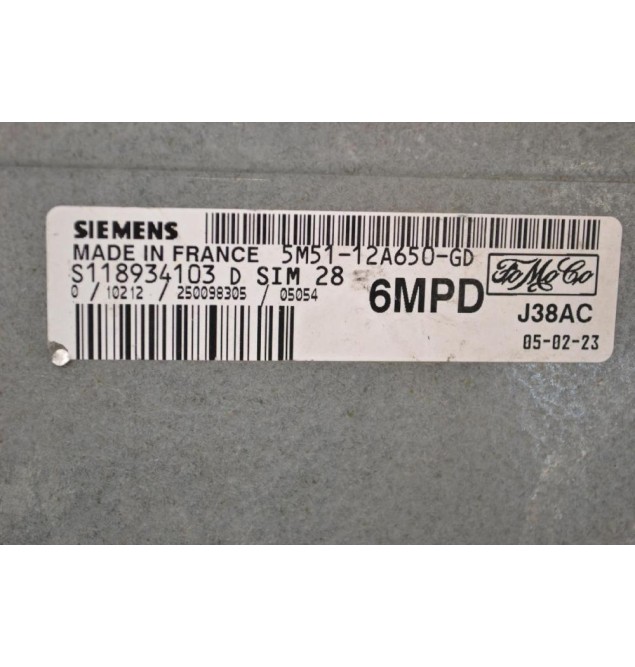 SIEMENS
MADE IN FRANCE 5M51-12A650-GD
S118934103 D SIM 28
FoMoCo
0 / 10212 / 250098305 / 05054
6MPD
J38AC
05-02-23